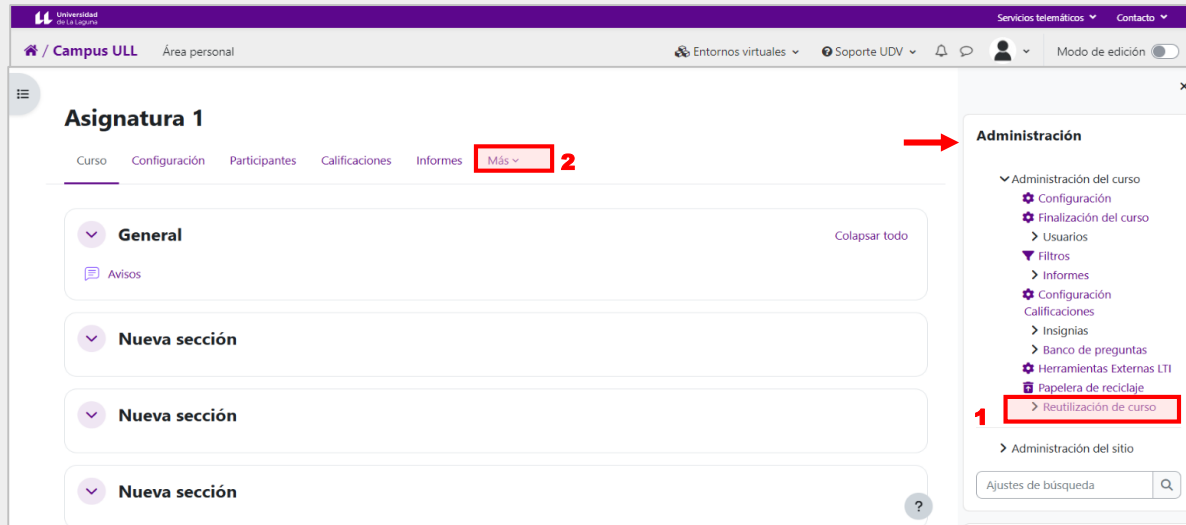 Universidad
de La Laguna
Servicios telemáticos
Contacto
/ Campus ULL
Área personal
Entornos virtuales
Soporte UDV
Modo de edición
Asignatura 1
Curso
Configuración
Participantes
Calificaciones
Informes
Más
2
General
Colapsar todo
Avisos
Nueva sección
Nueva sección
Nueva sección
?
Administración
Administración del curso
Configuración
Finalización del curso
Usuarios
Filtros
Informes
Configuración
Calificaciones
Insignias
Banco de preguntas
Herramientas Externas LTI
Papelera de reciclaje
1
Reutilización de curso
Administración del sitio
Ajustes de búsqueda